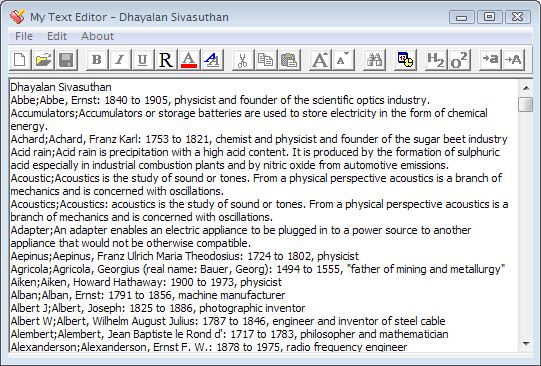 My Text Editor - Dhayalan Sivasuthan
File Edit About
B I U R A A A A H2 O2 →a →A
Dhayalan Sivasuthan
Abbe;Abbe, Ernst: 1840 to 1905, physicist and founder of the scientific optics industry.
Accumulators;Accumulators or storage batteries are used to store electricity in the form of chemical
energy.
Achard;Achard, Franz Karl: 1753 to 1821, chemist and physicist and founder of the sugar beet industry
Acid rain;Acid rain is precipitation with a high acid content. It is produced by the formation of sulphuric
acid especially in industrial combustion plants and by nitric oxide from automotive emissions.
Acoustic;Acoustics is the study of sound or tones. From a physical perspective acoustics is a branch of
mechanics and is concerned with oscillations.
Acoustics;Acoustics: acoustics is the study of sound or tones. From a physical perspective acoustics is a
branch of mechanics and is concerned with oscillations.
Adapter;An adapter enables an electric appliance to be plugged in to a power source to another
appliance that would not be otherwise compatible.
Aepinus;Aepinus, Franz Ulrich Maria Theodosius: 1724 to 1802, physicist
Agricola;Agricola, Georgius (real name: Bauer, Georg): 1494 to 1555, "father of mining and metallurgy"
Aiken;Aiken, Howard Hathaway: 1900 to 1973, physicist
Alban;Alban, Ernst: 1791 to 1856, machine manufacturer
Albert J;Albert, Joseph: 1825 to 1886, photographic inventor
Albert W;Albert, Wilhelm August Julius: 1787 to 1846, engineer and inventor of steel cable
Alembert;Alembert, Jean Baptiste le Rond d': 1717 to 1783, philosopher and mathematician
Alexanderson;Alexanderson, Ernst F. W.: 1878 to 1975, radio frequency engineer